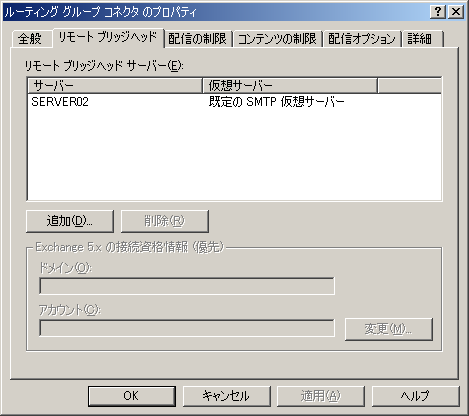 ルーティング グループ コネクタ のプロパティ
全般 リモート ブリッジヘッド 配信の制限 コンテンツの制限 配信オプション 詳細
リモート ブリッジヘッド サーバー(E):
サーバー 仮想サーバー
SERVER02 既定の SMTP 仮想サーバー
追加(D)... 削除(R)
Exchange 5.x の接続資格情報 (優先)
ドメイン(O):
アカウント(C):
変更(M)...
OK キャンセル 適用(A) ヘルプ